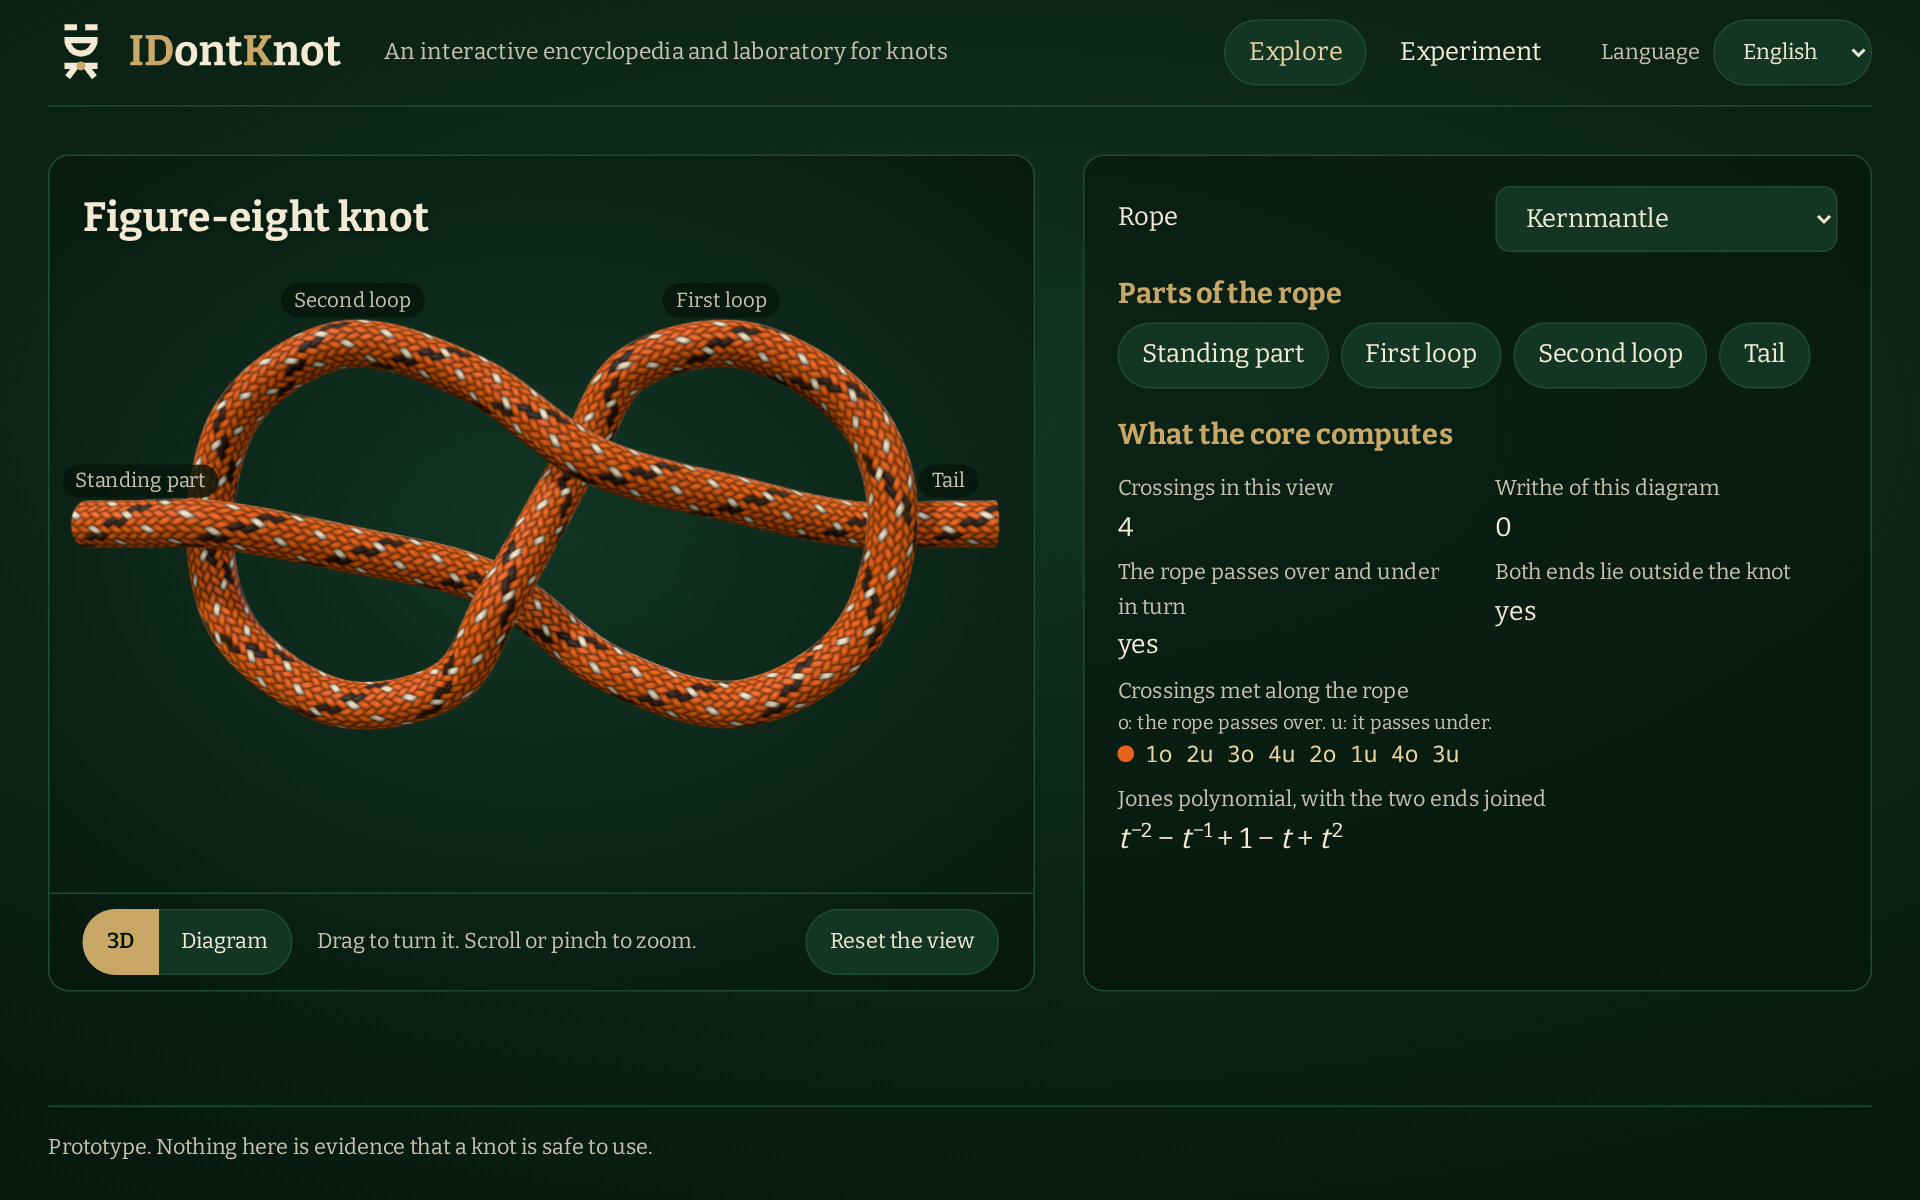 IDontKnot
An interactive encyclopedia and laboratory for knots
Explore
Experiment
Language
English
Figure-eight knot
Second loop
First loop
Standing part
Tail
3D
Diagram
Drag to turn it. Scroll or pinch to zoom.
Reset the view
Rope
Kernmantle
Parts of the rope
Standing part
First loop
Second loop
Tail
What the core computes
Crossings in this view
4
Writhe of this diagram
0
The rope passes over and under
in turn
yes
Both ends lie outside the knot
yes
Crossings met along the rope
o: the rope passes over. u: it passes under.
1o 2u 3o 4u 2o 1u 4o 3u
Jones polynomial, with the two ends joined
t⁻² − t⁻¹ + 1 − t + t²
Prototype. Nothing here is evidence that a knot is safe to use.